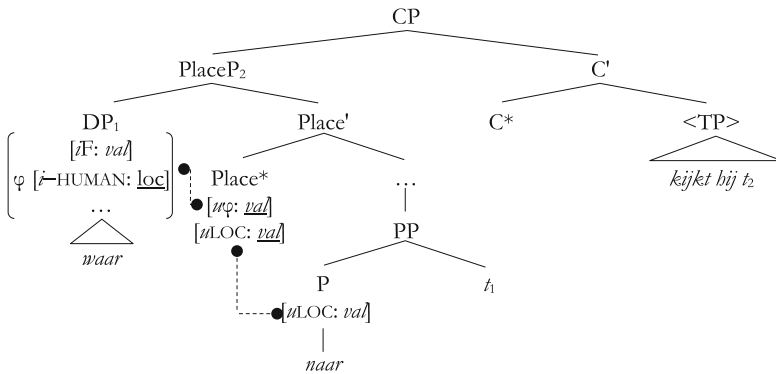 CP
PlaceP2 C'
DP1 Place' C* <TP>
[iF: val]
φ [i−HUMAN: loc] Place* … kijkt hij t2
… [uφ: val]
[uLOC: val] PP
waar
P t1
[uLOC: val]
naar